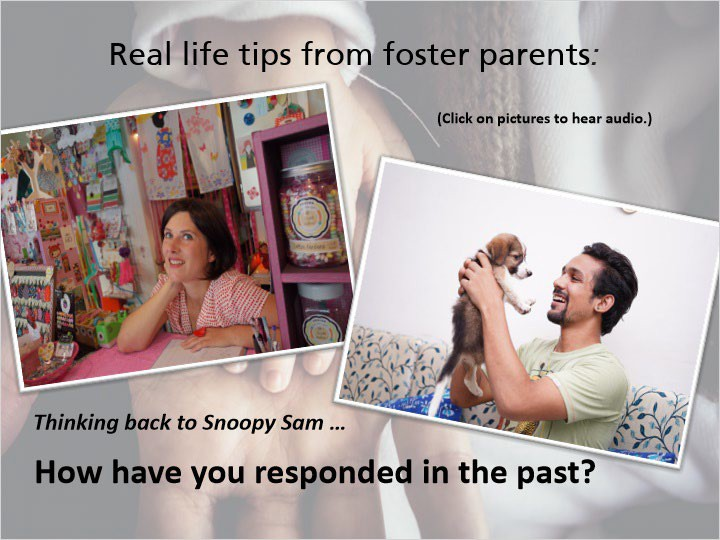 Real life tips from foster parents:
(Click on pictures to hear audio.)
Thinking back to Snoopy Sam ...
How have you responded in the past?